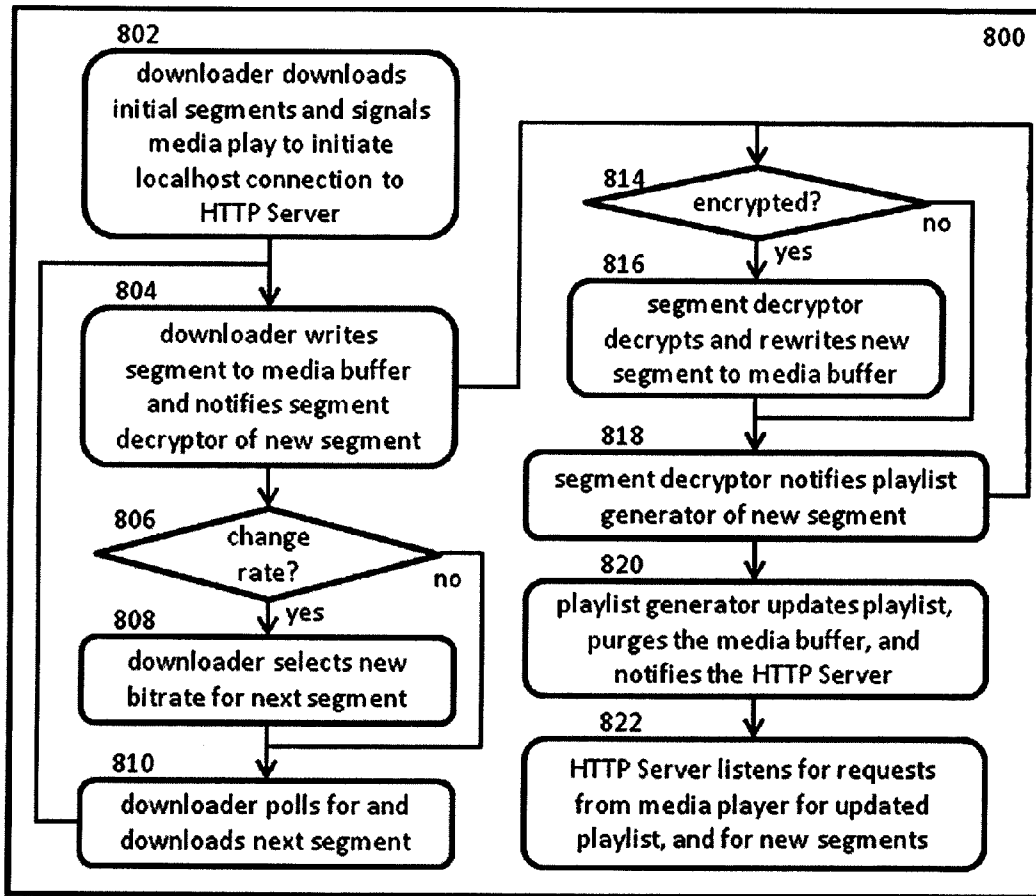 800
802
downloader downloads
initial segments and signals
media play to initiate
localhost connection to
HTTP Server
804
downloader writes
segment to media buffer
and notifies segment
decryptor of new segment
806
change
rate?
no
yes
808
downloader selects new
bitrate for next segment
810
downloader polls for and
downloads next segment
814
encrypted?
no
yes
816
segment decryptor
decrypts and rewrites new
segment to media buffer
818
segment decryptor notifies playlist
generator of new segment
820
playlist generator updates playlist,
purges the media buffer, and
notifies the HTTP Server
822
HTTP Server listens for requests
from media player for updated
playlist, and for new segments